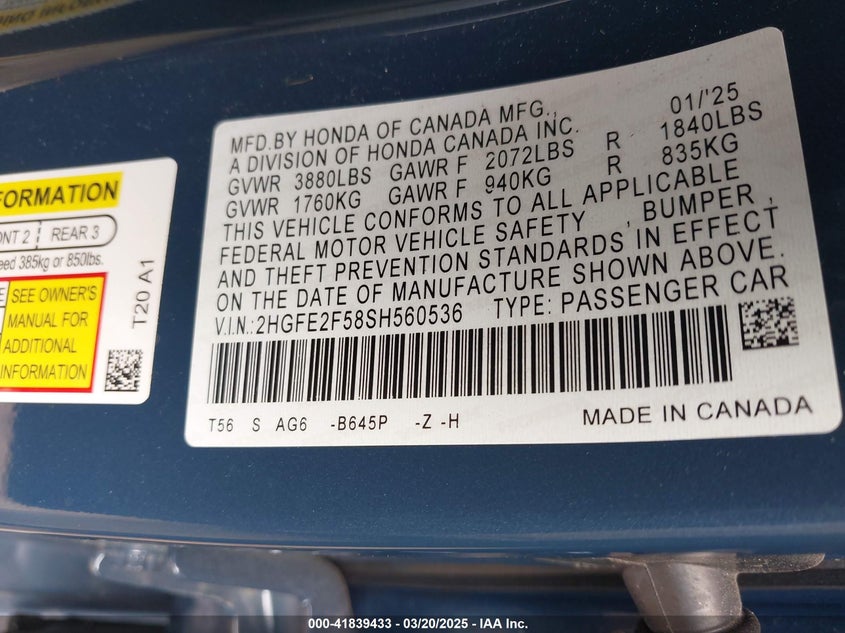 FORMATION
ONT 2 REAR 3
eed 385kg or 850lbs.
SEE OWNER'S
MANUAL FOR
ADDITIONAL
INFORMATION
T20 A1
MFD.BY HONDA OF CANADA MFG., 01/'25
A DIVISION OF HONDA CANADA INC.
GVWR 3880LBS GAWR F 2072LBS R 1840LBS
GVWR 1760KG GAWR F 940KG R 835KG
THIS VEHICLE CONFORMS TO ALL APPLICABLE
FEDERAL MOTOR VEHICLE SAFETY , BUMPER ,
AND THEFT PREVENTION STANDARDS IN EFFECT
ON THE DATE OF MANUFACTURE SHOWN ABOVE.
V.I.N.:2HGFE2F58SH560536 TYPE: PASSENGER CAR
T56 S AG6 -B645P -Z -H MADE IN CANADA
000-41839433 - 03/20/2025 - IAA Inc.